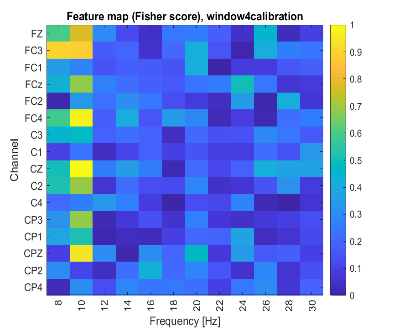 Feature map (Fisher score), window4calibration
Channel
FZ
FC3
FC1
FCz
FC2
FC4
C3
C1
CZ
C2
C4
CP3
CP1
CPZ
CP2
CP4
8 10 12 14 16 18 20 22 24 26 28 30
Frequency [Hz]
1
0.9
0.8
0.7
0.6
0.5
0.4
0.3
0.2
0.1
0